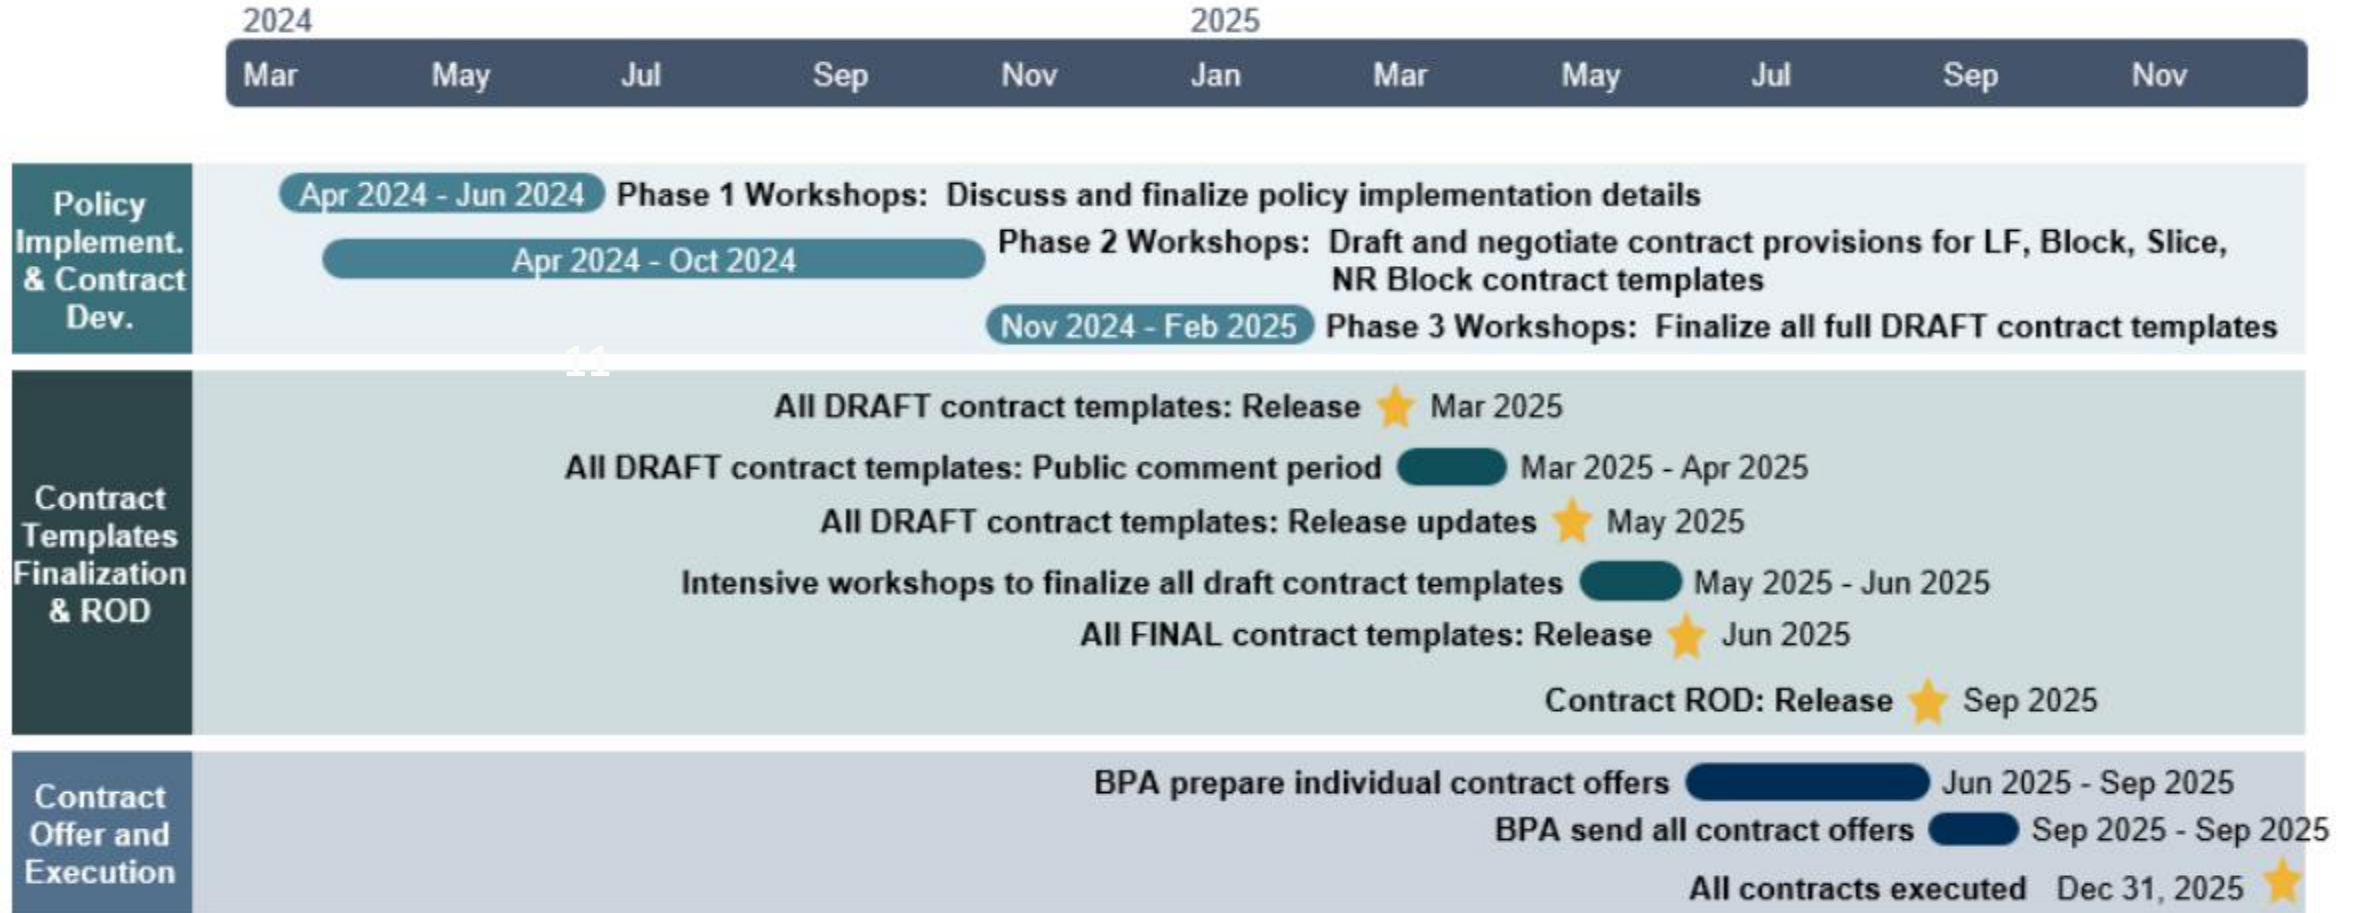 2024 2025
Mar May Jul Sep Nov Jan Mar May Jul Sep Nov
Policy
Implement.
& Contract
Dev.
Apr 2024 - Jun 2024 Phase 1 Workshops: Discuss and finalize policy implementation details
Apr 2024 - Oct 2024 Phase 2 Workshops: Draft and negotiate contract provisions for LF, Block, Slice,
NR Block contract templates
Nov 2024 - Feb 2025 Phase 3 Workshops: Finalize all full DRAFT contract templates
11
Contract
Templates
Finalization
& ROD
All DRAFT contract templates: Release Mar 2025
All DRAFT contract templates: Public comment period Mar 2025 - Apr 2025
All DRAFT contract templates: Release updates May 2025
Intensive workshops to finalize all draft contract templates May 2025 - Jun 2025
All FINAL contract templates: Release Jun 2025
Contract ROD: Release Sep 2025
Contract
Offer and
Execution
BPA prepare individual contract offers Jun 2025 - Sep 2025
BPA send all contract offers Sep 2025 - Sep 2025
All contracts executed Dec 31, 2025